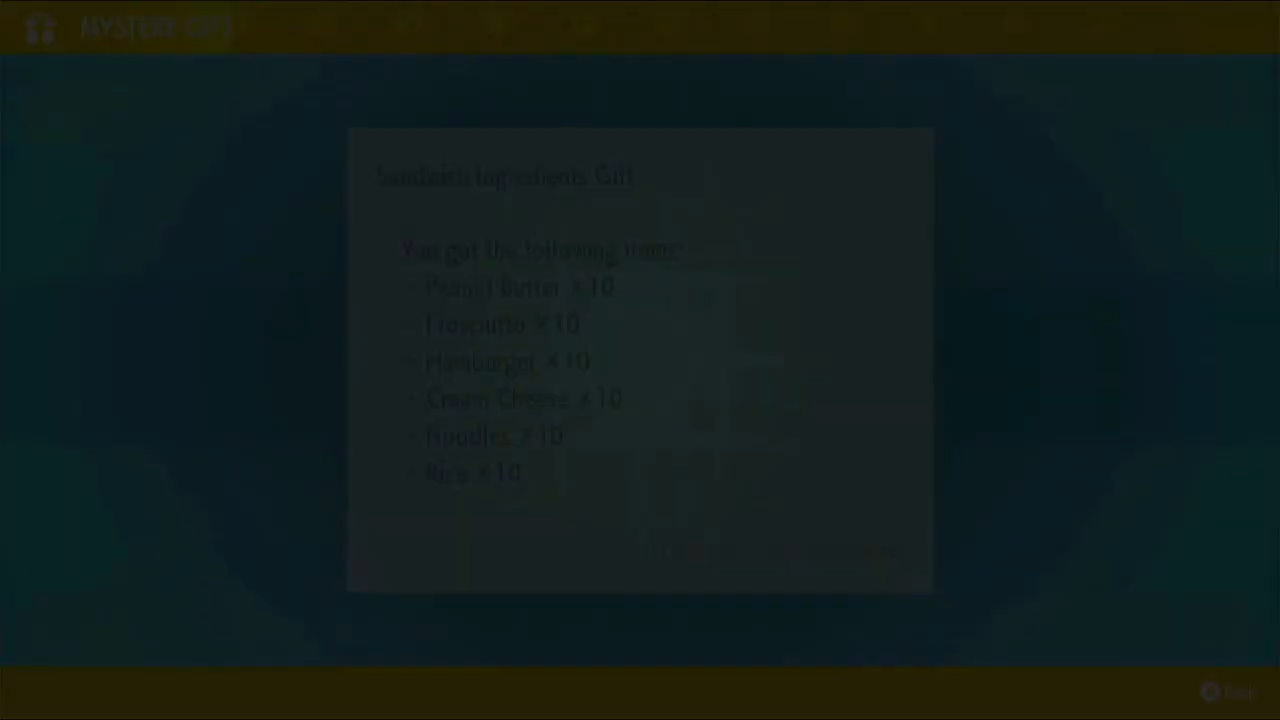 MYSTERY GIFT
Sandwich Ingredients Gift
You got the following items:
· Peanut Butter ×10
· Prosciutto ×10
· Hamburger ×10
· Cream Cheese ×10
· Noodles ×10
· Rice ×10
Back